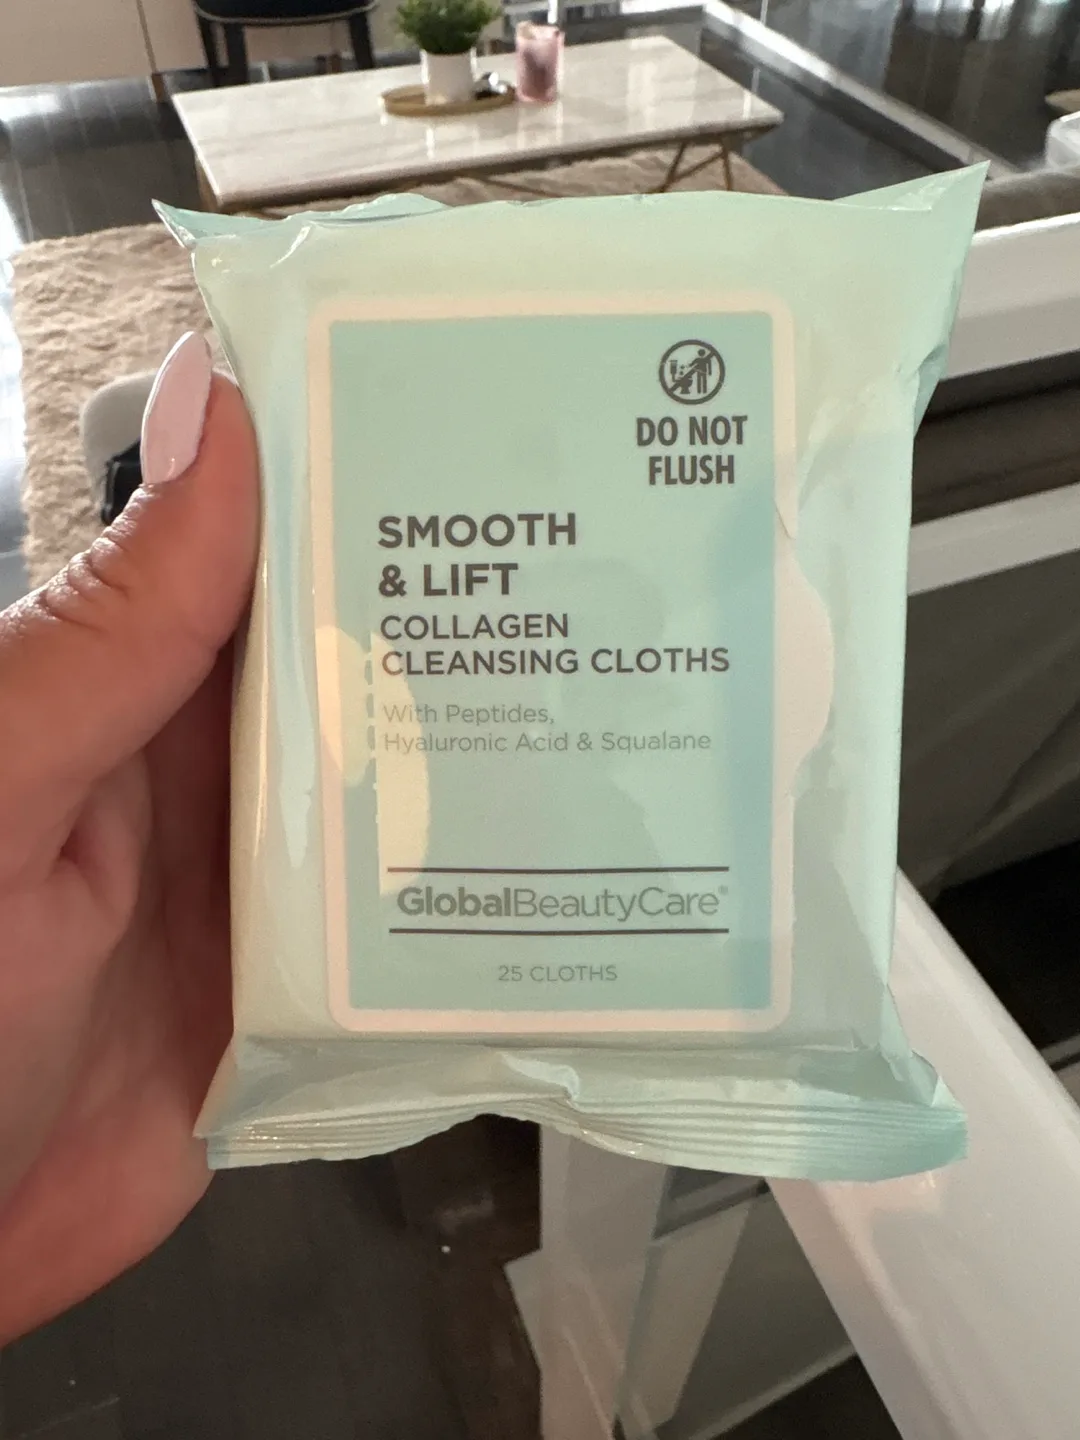 DO NOT
FLUSH
SMOOTH
& LIFT
COLLAGEN
CLEANSING CLOTHS
With Peptides,
Hyaluronic Acid & Squalane
GlobalBeautyCare®
25 CLOTHS